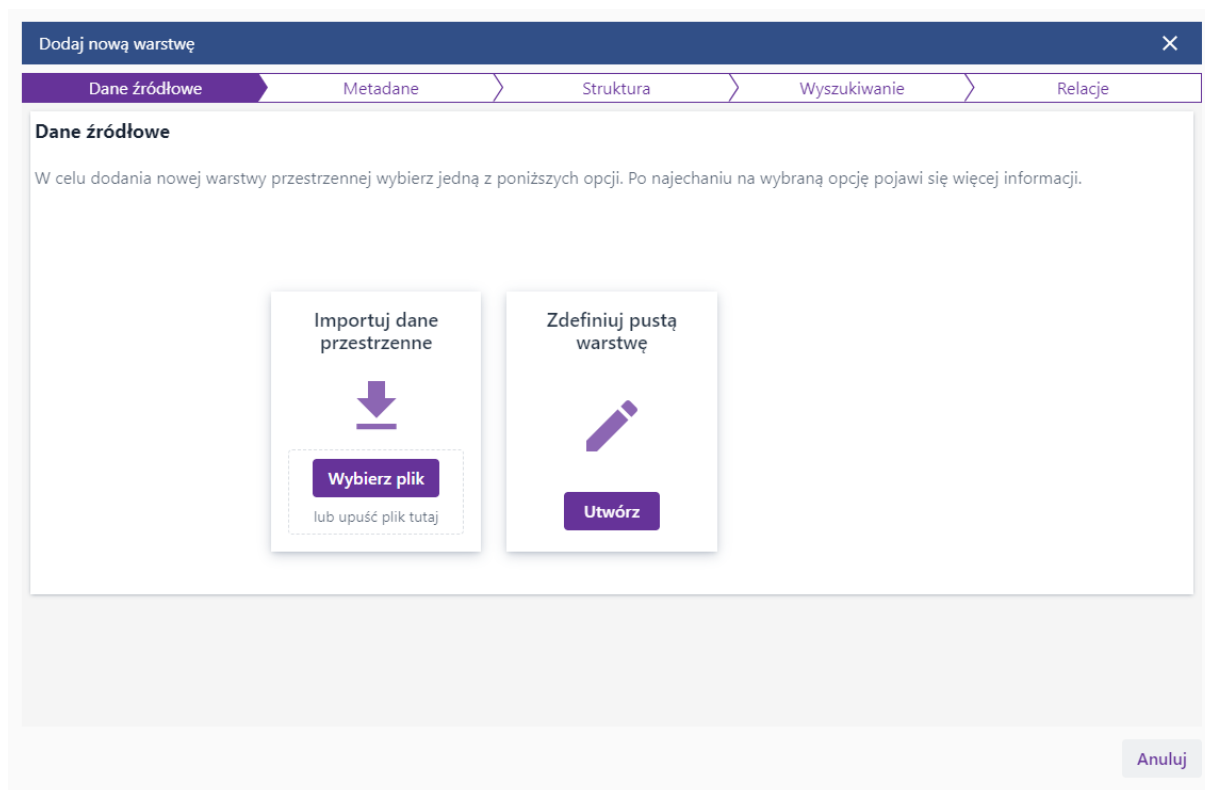 Dodaj nową warstwę
Dane źródłowe
Metadane
Struktura
Wyszukiwanie
Relacje
Dane źródłowe
W celu dodania nowej warstwy przestrzennej wybierz jedną z poniższych opcji. Po najechaniu na wybraną opcję pojawi się więcej informacji.
Importuj dane
przestrzenne
Wybierz plik
lub upuść plik tutaj
Zdefiniuj pustą
warstwę
Utwórz
Anuluj